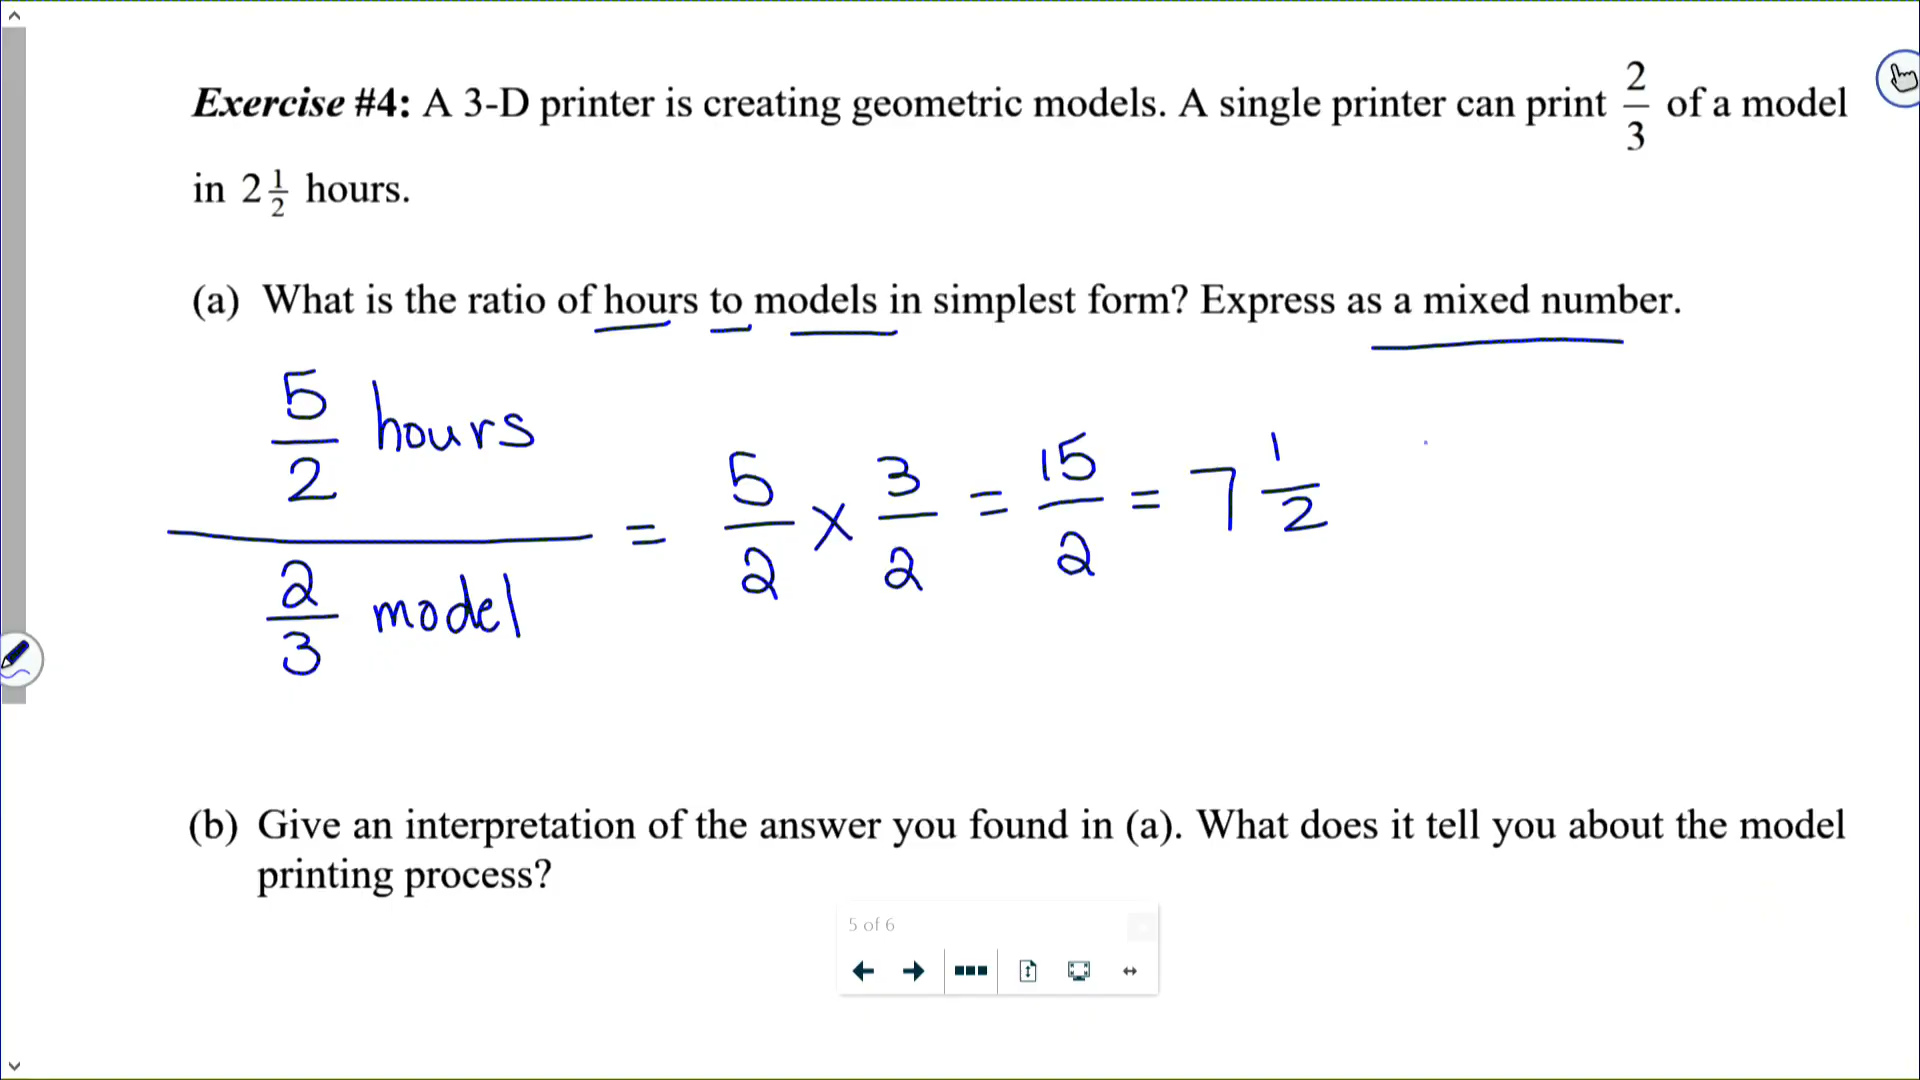 Exercise #4: A 3-D printer is creating geometric models. A single printer can print 2/3 of a model
in 2 1/2 hours.
(a) What is the ratio of hours to models in simplest form? Express as a mixed number.
5/2 hours
2/3 model
= 5/2 × 3/2 = 15/2 = 7 1/2
(b) Give an interpretation of the answer you found in (a). What does it tell you about the model
printing process?
5 of 6